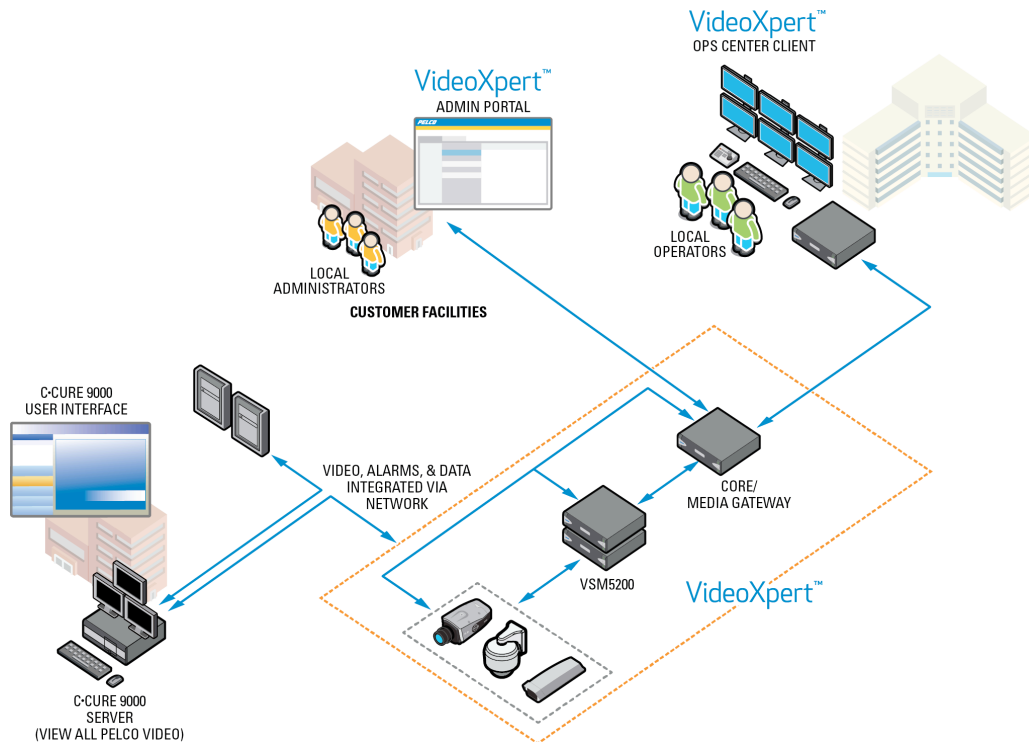 VideoXpert™
OPS CENTER CLIENT
VideoXpert™
ADMIN PORTAL
PELCO
LOCAL
OPERATORS
LOCAL
ADMINISTRATORS
CUSTOMER FACILITIES
C•CURE 9000
USER INTERFACE
VIDEO, ALARMS, & DATA
INTEGRATED VIA
NETWORK
CORE/
MEDIA GATEWAY
VSM5200
VideoXpert™
C•CURE 9000
SERVER
(VIEW ALL PELCO VIDEO)